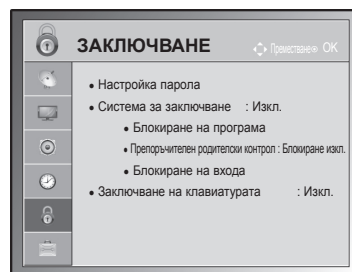 ЗАКЛЮЧВАНЕ
Преместване OK
• Настройка парола
• Система за заключване : Изкл.
• Блокиране на програма
• Препоръчителен родителски контрол : Блокиране изкл.
• Блокиране на входа
• Заключване на клавиатурата : Изкл.